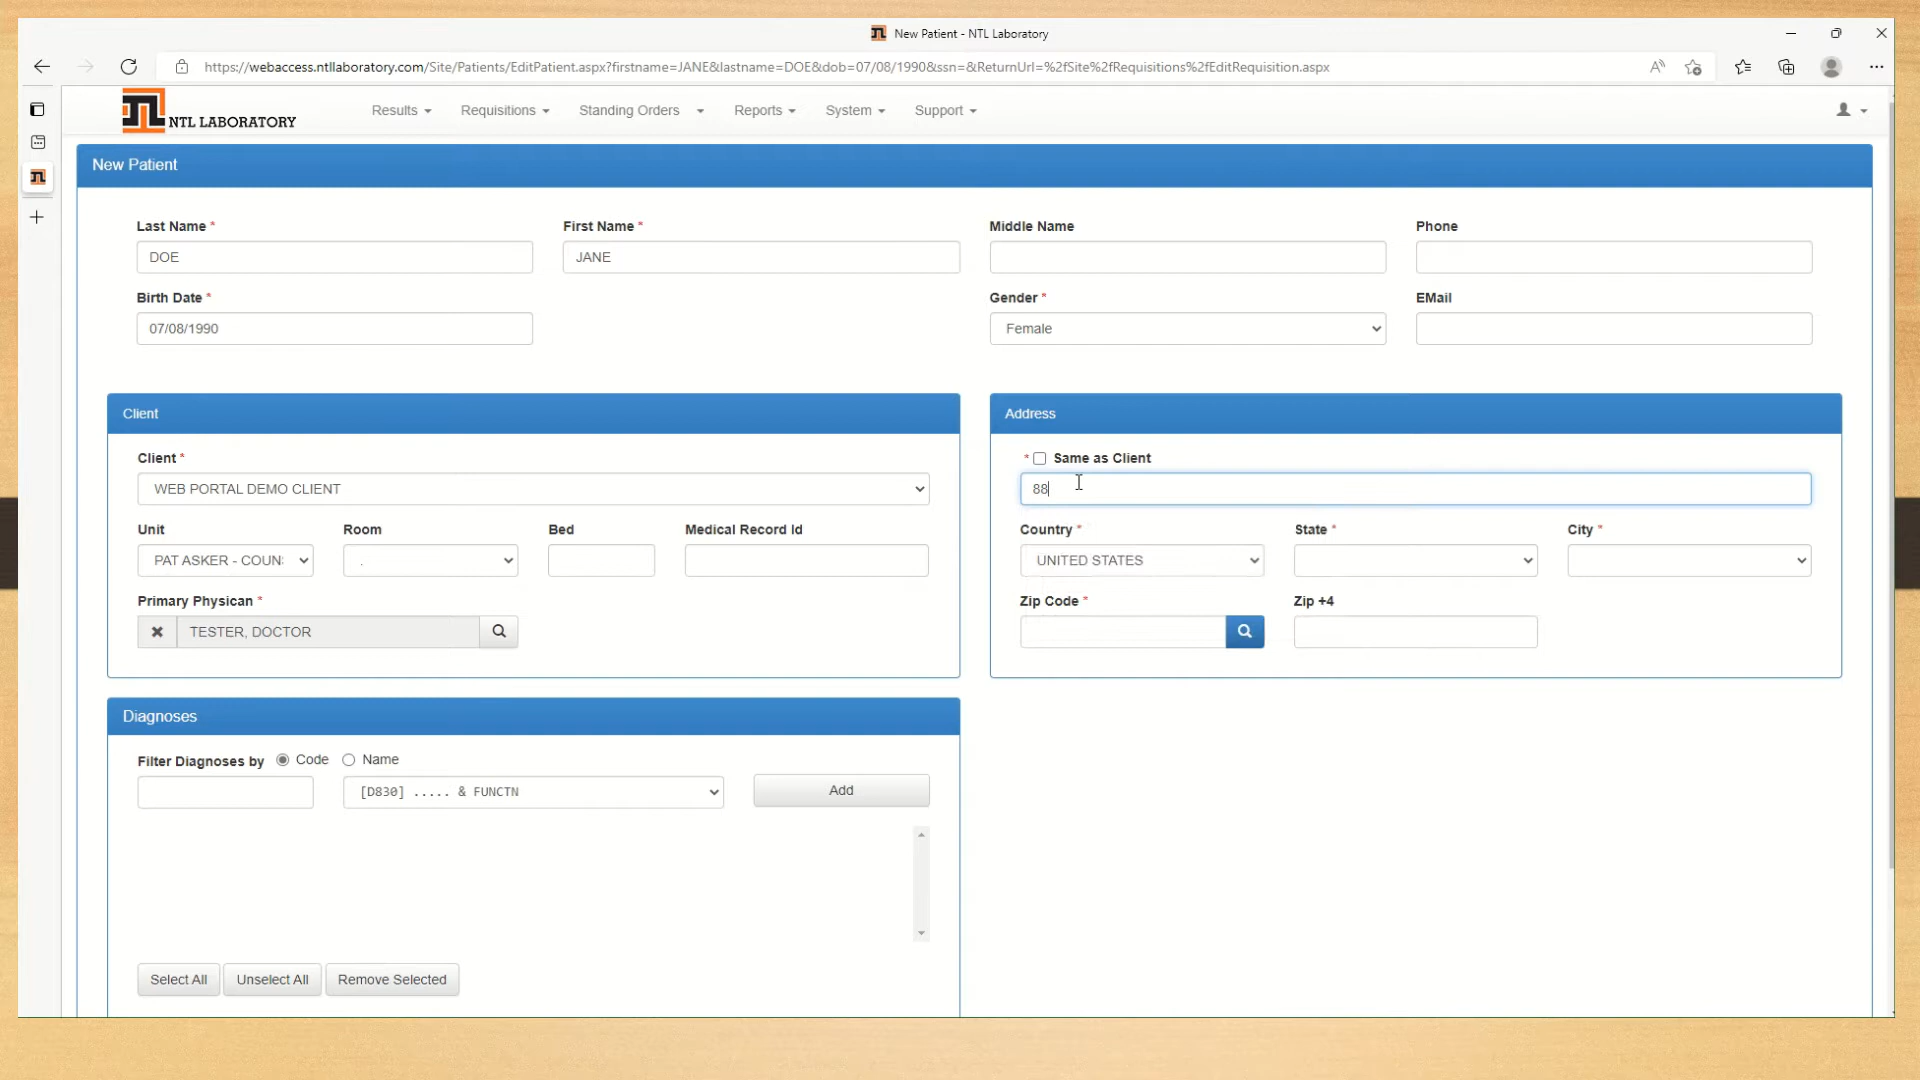 New Patient - NTL Laboratory
https://webaccess.ntllaboratory.com/Site/Patients/EditPatient.aspx?firstname=JANE&lastname=DOE&dob=07/08/1990&ssn=&ReturnUrl=%2fSite%2fRequisitions%2fEditRequisition.aspx
NTL LABORATORY
Results
Requisitions
Standing Orders
Reports
System
Support
New Patient
Last Name *
First Name *
Middle Name
Phone
DOE
JANE
Birth Date *
Gender *
EMail
07/08/1990
Female
Client
Client *
WEB PORTAL DEMO CLIENT
Unit
Room
Bed
Medical Record Id
PAT ASKER - COUN
.
Primary Physican *
TESTER, DOCTOR
Address
* Same as Client
88
Country *
State *
City *
UNITED STATES
Zip Code *
Zip +4
Diagnoses
Filter Diagnoses by
Code
Name
[D830] ..... & FUNCTN
Add
Select All
Unselect All
Remove Selected